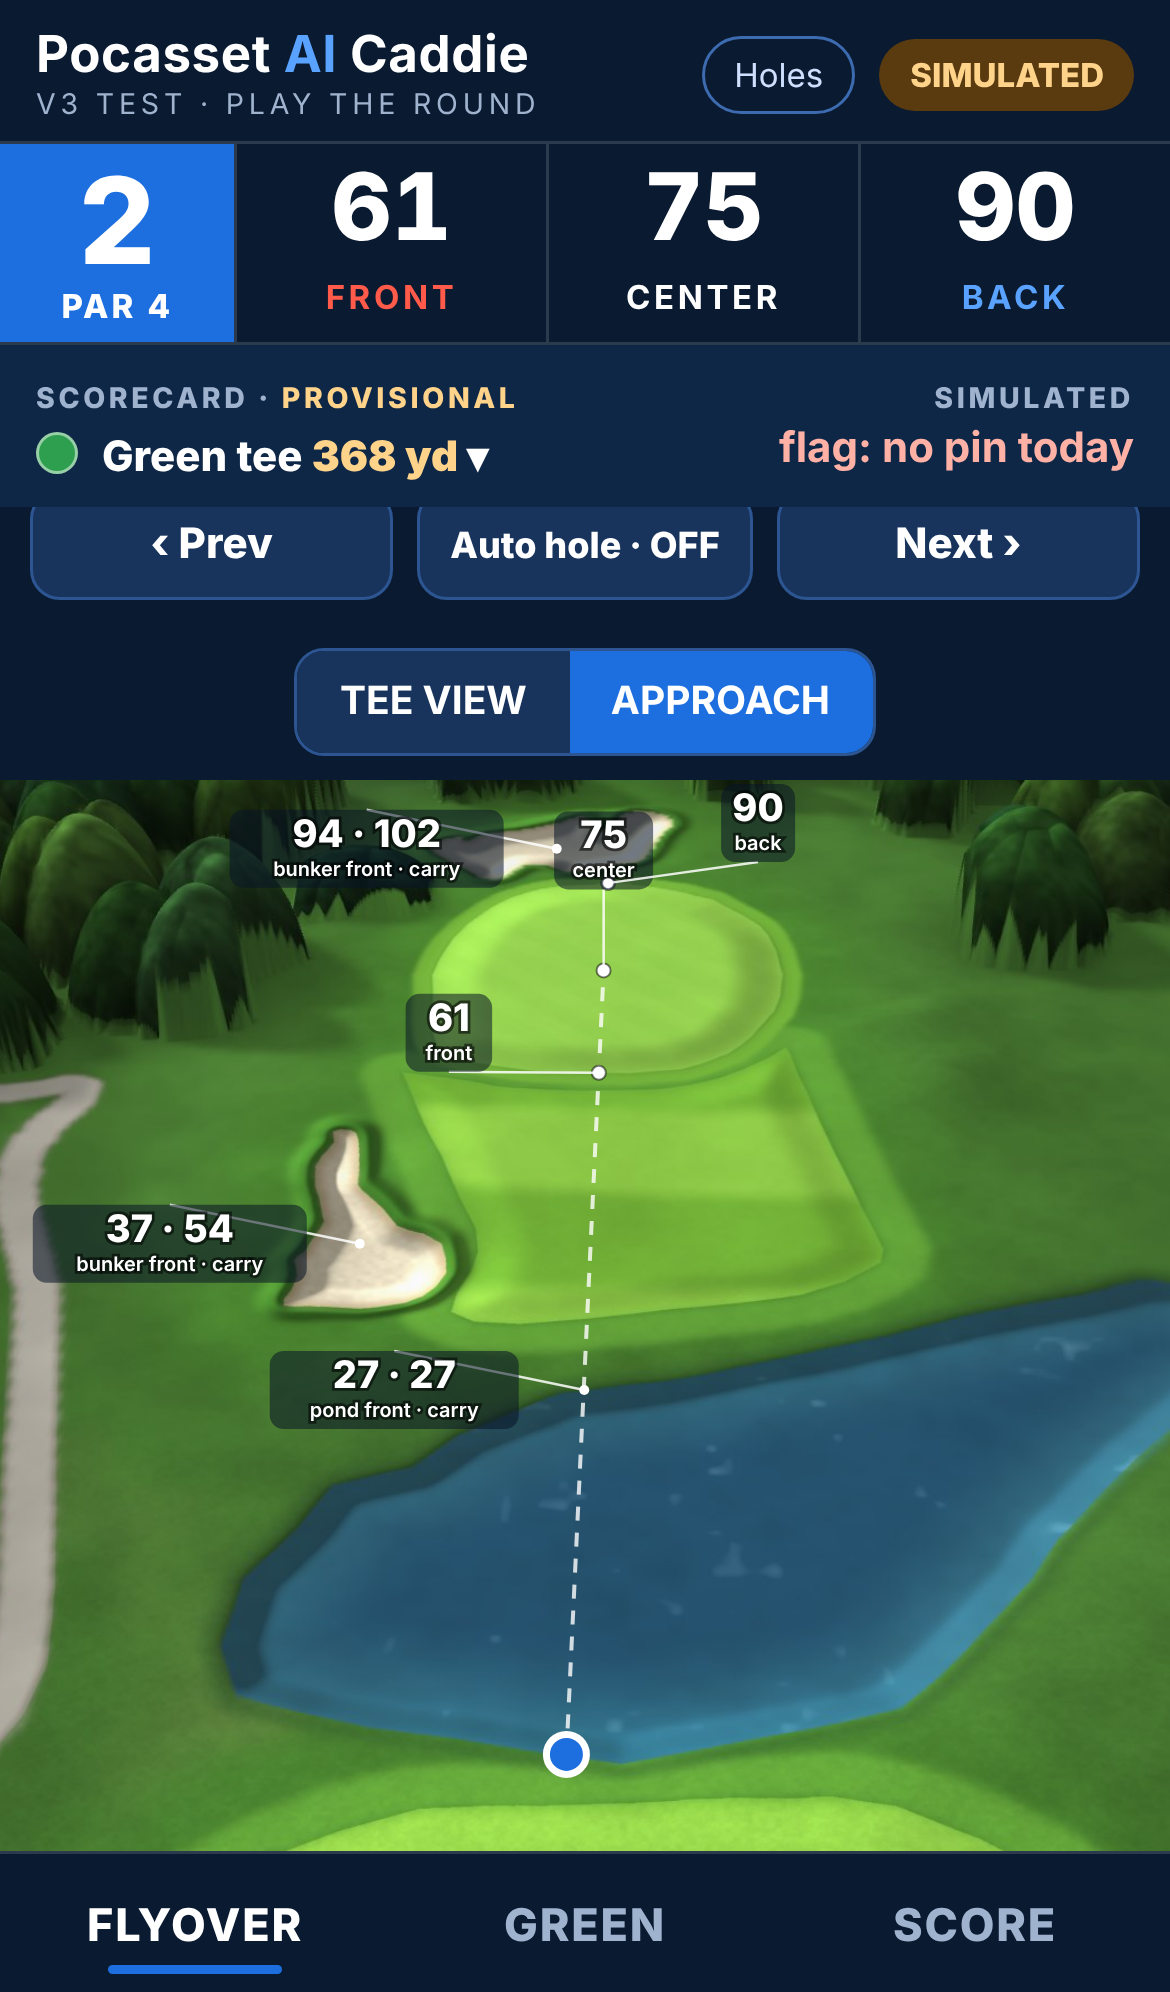 Pocasset AI Caddie
V3 TEST · PLAY THE ROUND
Holes
SIMULATED
2
PAR 4
61
FRONT
75
CENTER
90
BACK
SCORECARD · PROVISIONAL
Green tee 368 yd ▼
SIMULATED
flag: no pin today
‹ Prev
Auto hole · OFF
Next ›
TEE VIEW
APPROACH
94 · 102
bunker front · carry
75
center
90
back
61
front
37 · 54
bunker front · carry
27 · 27
pond front · carry
FLYOVER
GREEN
SCORE